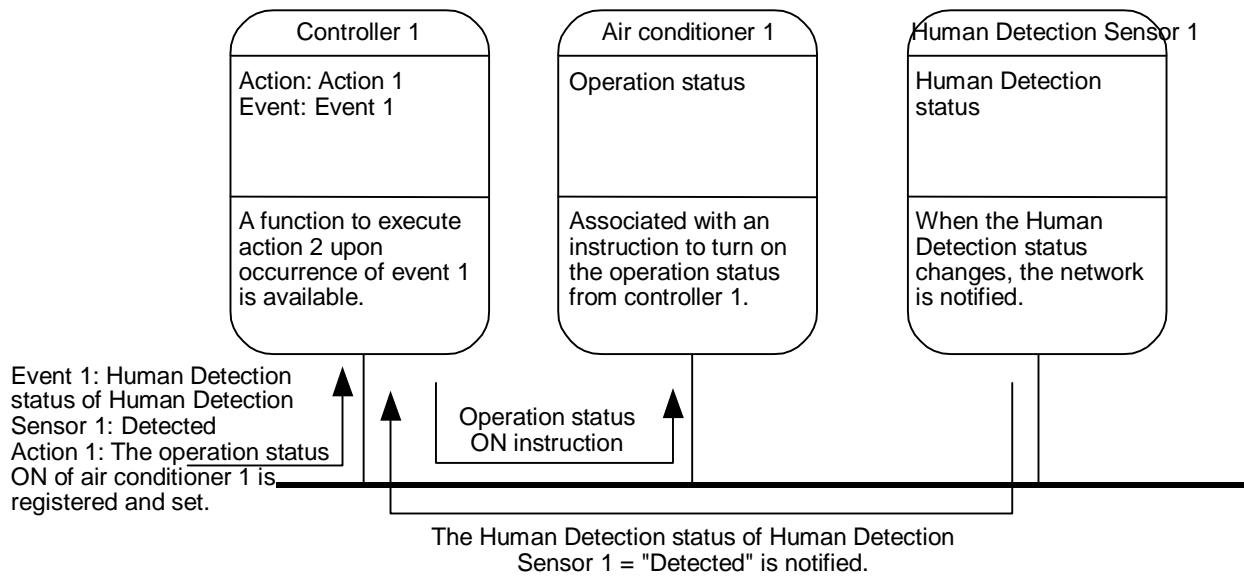 Controller 1
Action: Action 1
Event: Event 1
A function to execute
action 2 upon
occurrence of event 1
is available.
Air conditioner 1
Operation status
Associated with an
instruction to turn on
the operation status
from controller 1.
Human Detection Sensor 1
Human Detection
status
When the Human
Detection status
changes, the network
is notified.
Event 1: Human Detection
status of Human Detection
Sensor 1: Detected
Action 1: The operation status
ON of air conditioner 1 is
registered and set.
Operation status
ON instruction
The Human Detection status of Human Detection
Sensor 1 = "Detected" is notified.